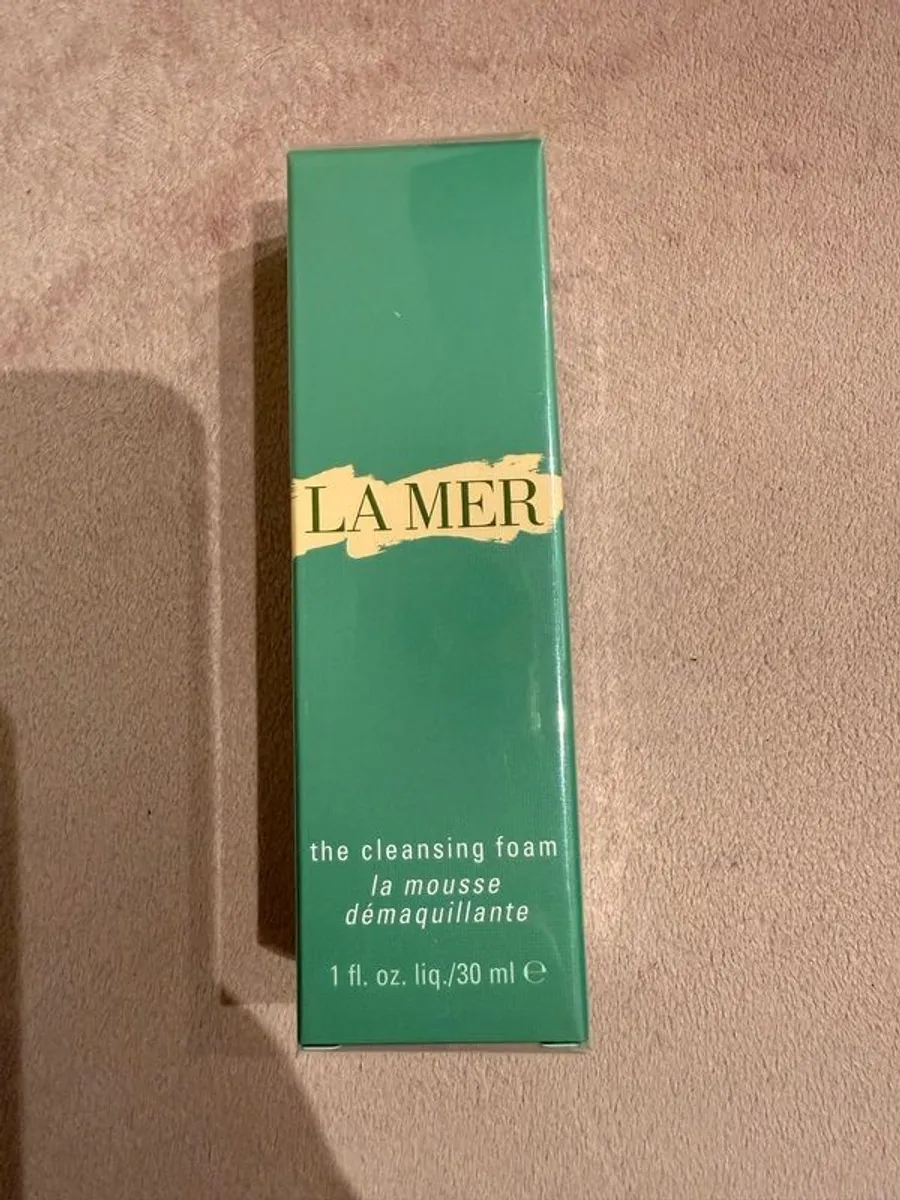 LA MER
the cleansing foam
la mousse
démaquillante
1 fl. oz. liq./30 ml ℮